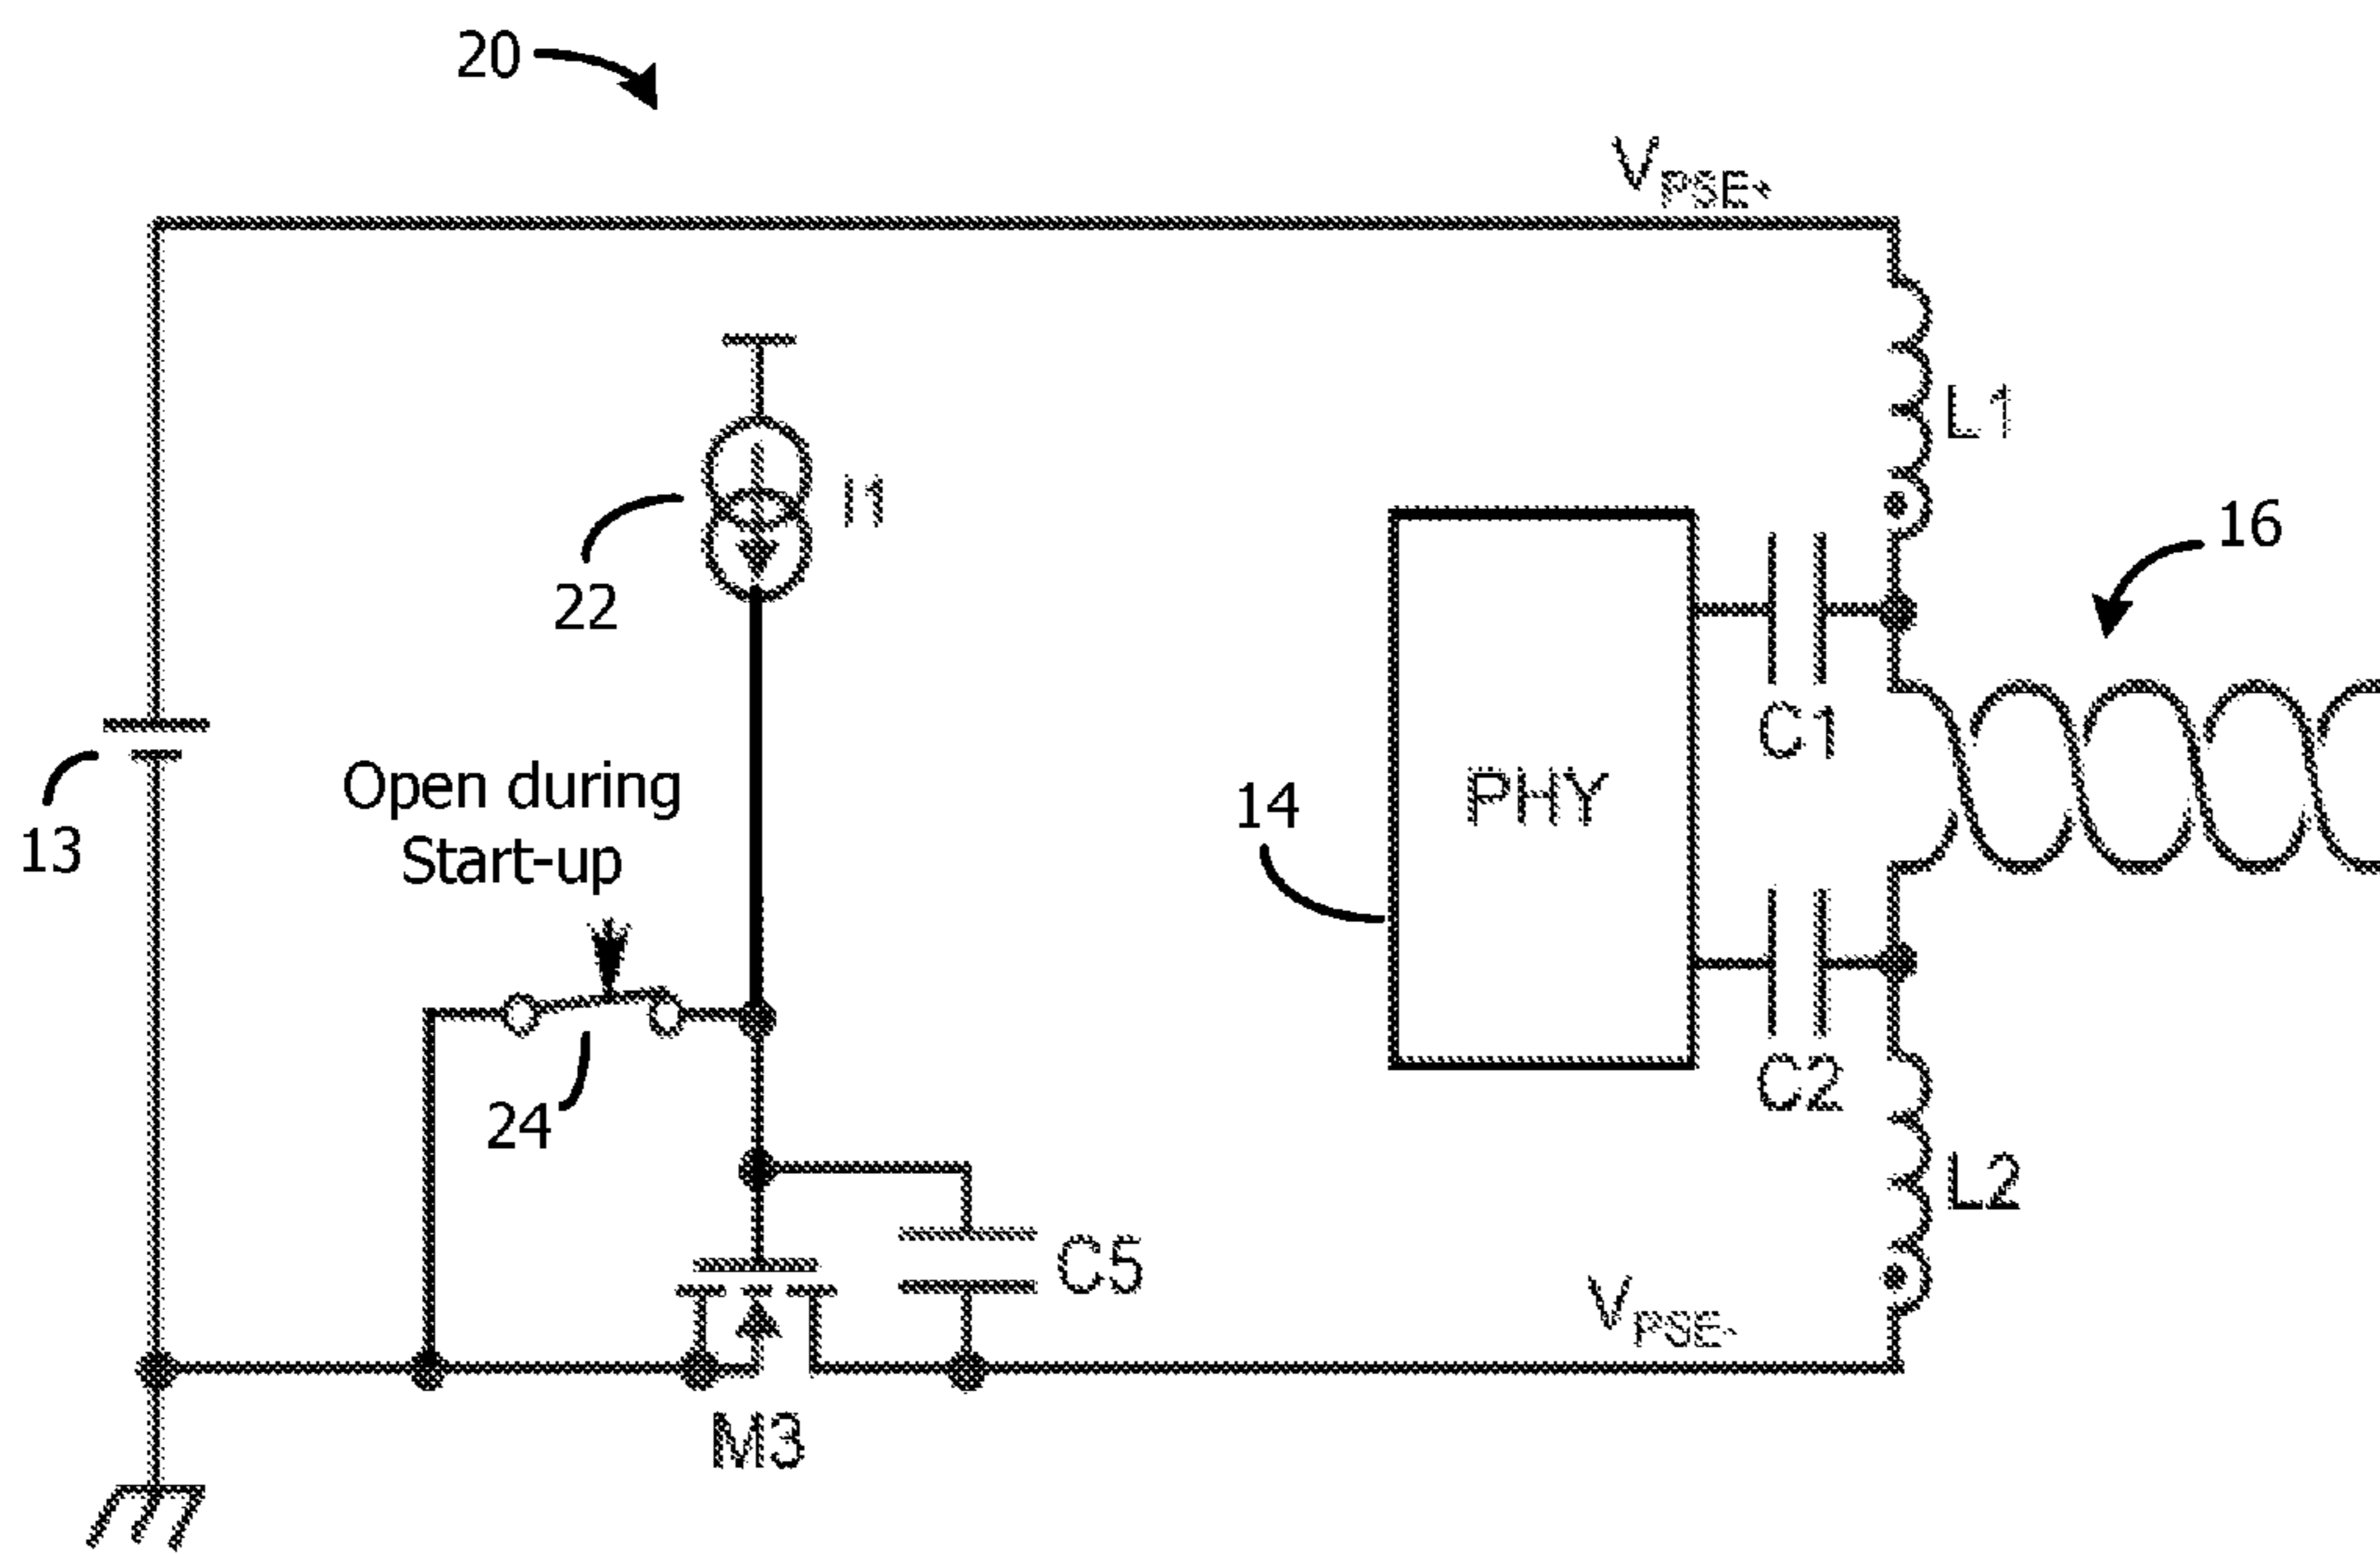 20
VPSE+
I1
L1
22
16
C1
Open during
Start-up
13
14
PHY
24
C2
L2
C5
VPSE-
M3